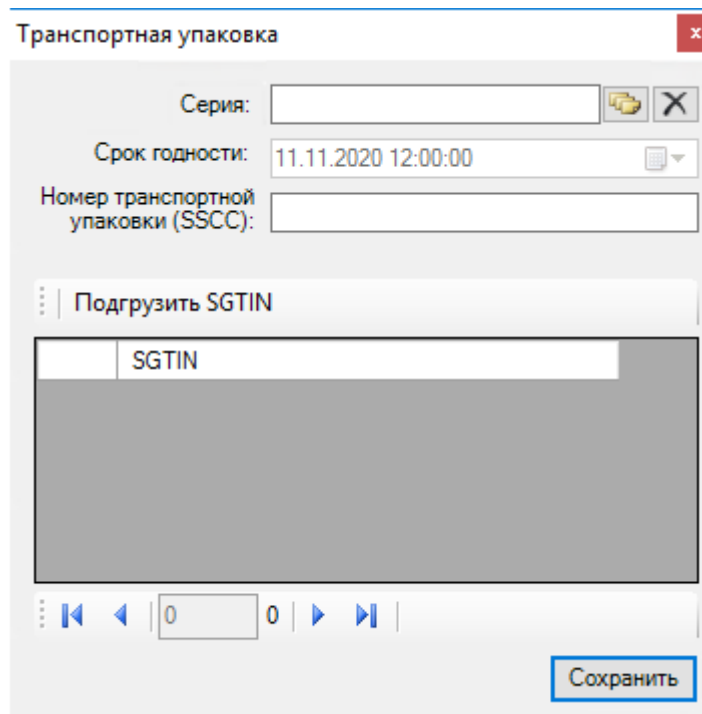 Транспортная упаковка
x
Серия:
Срок годности: 11.11.2020 12:00:00
Номер транспортной
упаковки (SSCC):
Подгрузить SGTIN
SGTIN
0 0
Сохранить